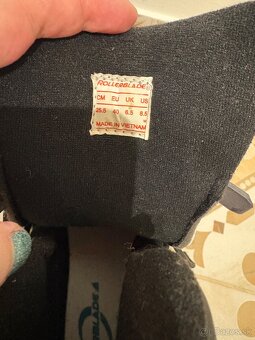 ROLLERBLADE
CM EU UK US
25.5 40 6.5 8.5
MADE IN VIETNAM